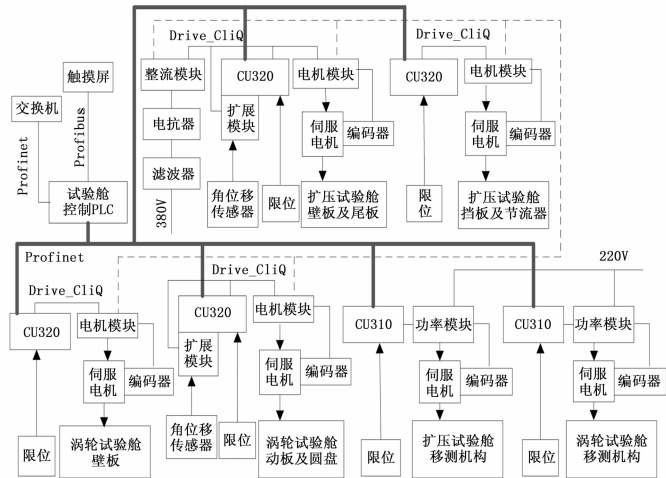 Drive_CliQ
Drive_CliQ
整流模块
CU320
电机模块
CU320
电机模块
触摸屏
交换机
Profinet
Profibus
电抗器
扩展
模块
伺服
电机
编码器
伺服
电机
编码器
滤波器
试验舱
控制PLC
380V
角位移
传感器
限位
扩压试验舱
壁板及尾板
限
位
扩压试验舱
挡板及节流器
Profinet
220V
Drive_CliQ
Drive_CliQ
CU320
电机模块
CU320
电机模块
CU310
功率模块
CU310
功率模块
扩展
模块
伺服
电机
编码器
伺服
电机
编码器
伺服
电机
编码器
伺服
电机
编码器
限位
涡轮试验舱
壁板
角位移
传感器
限位
涡轮试验舱
动板及圆盘
限位
扩压试验舱
移测机构
限位
涡轮试验舱
移测机构